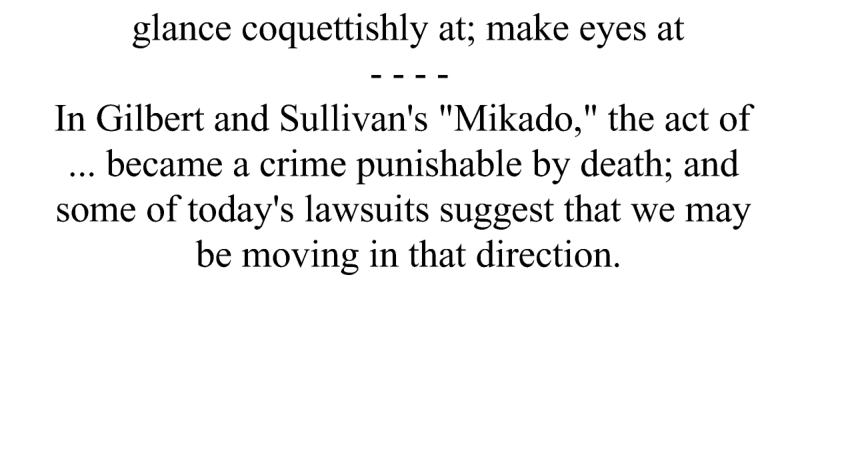 glance coquettishly at; make eyes at
- - - -
In Gilbert and Sullivan's "Mikado," the act of
... became a crime punishable by death; and
some of today's lawsuits suggest that we may
be moving in that direction.